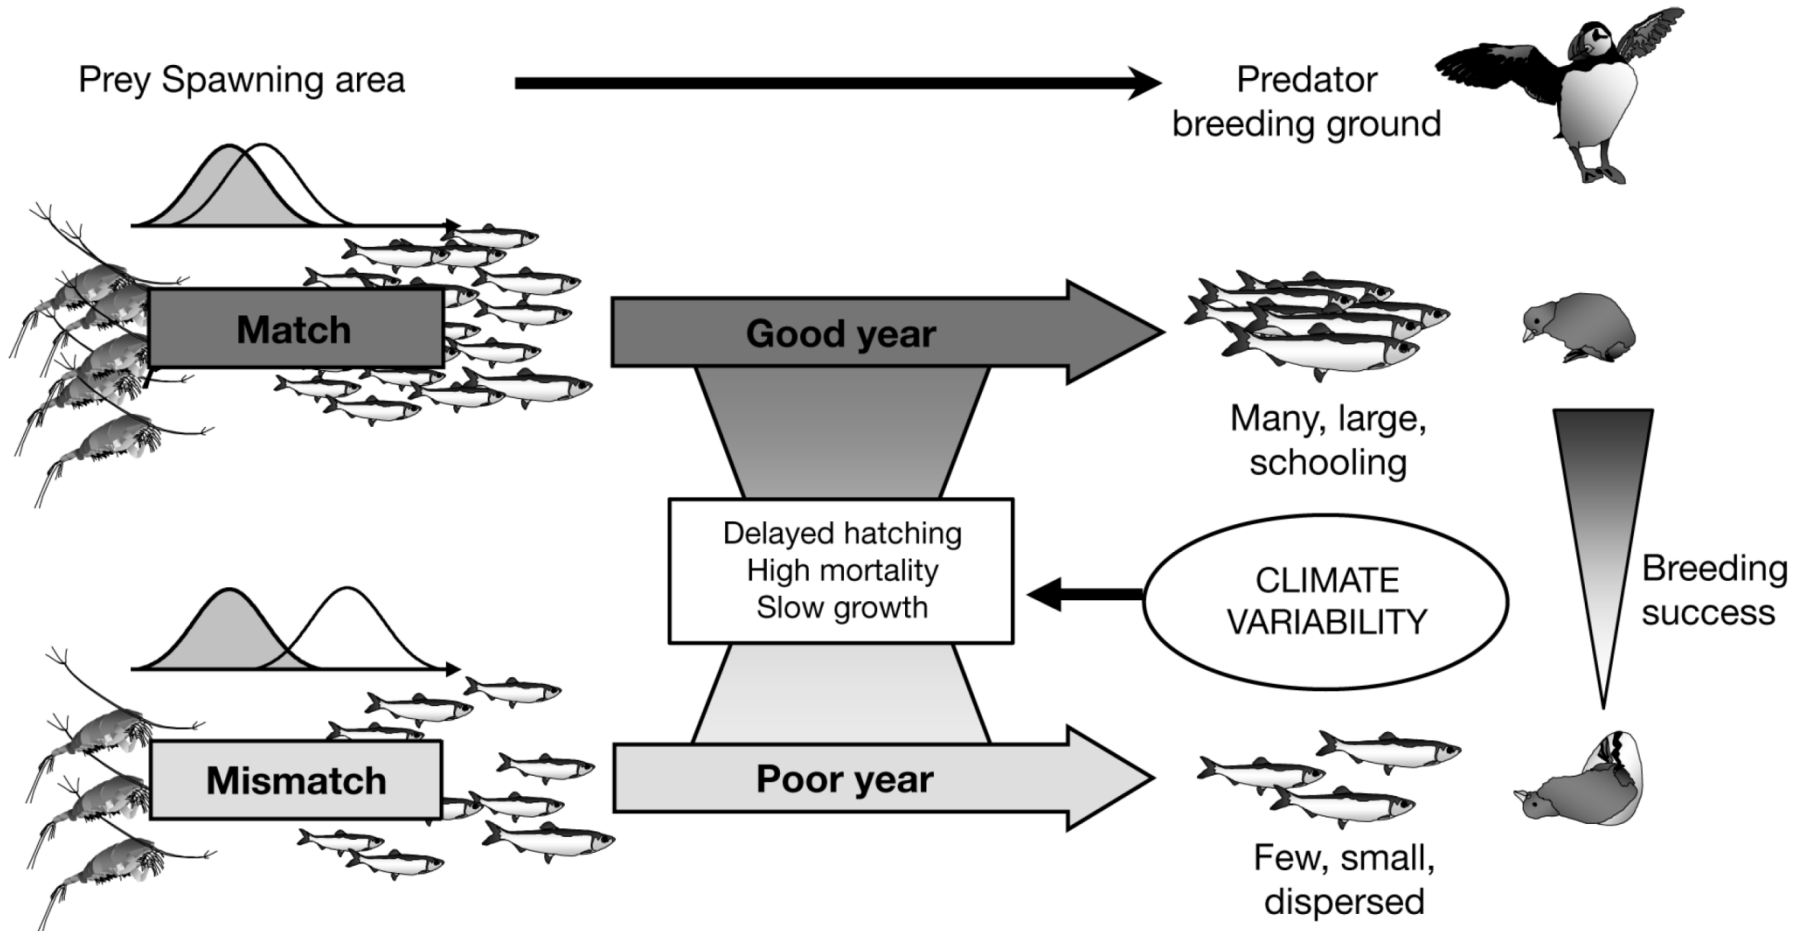 Prey Spawning area
Predator
breeding ground
Match
Good year
Many, large,
schooling
Delayed hatching
High mortality
Slow growth
CLIMATE
VARIABILITY
Breeding
success
Mismatch
Poor year
Few, small,
dispersed